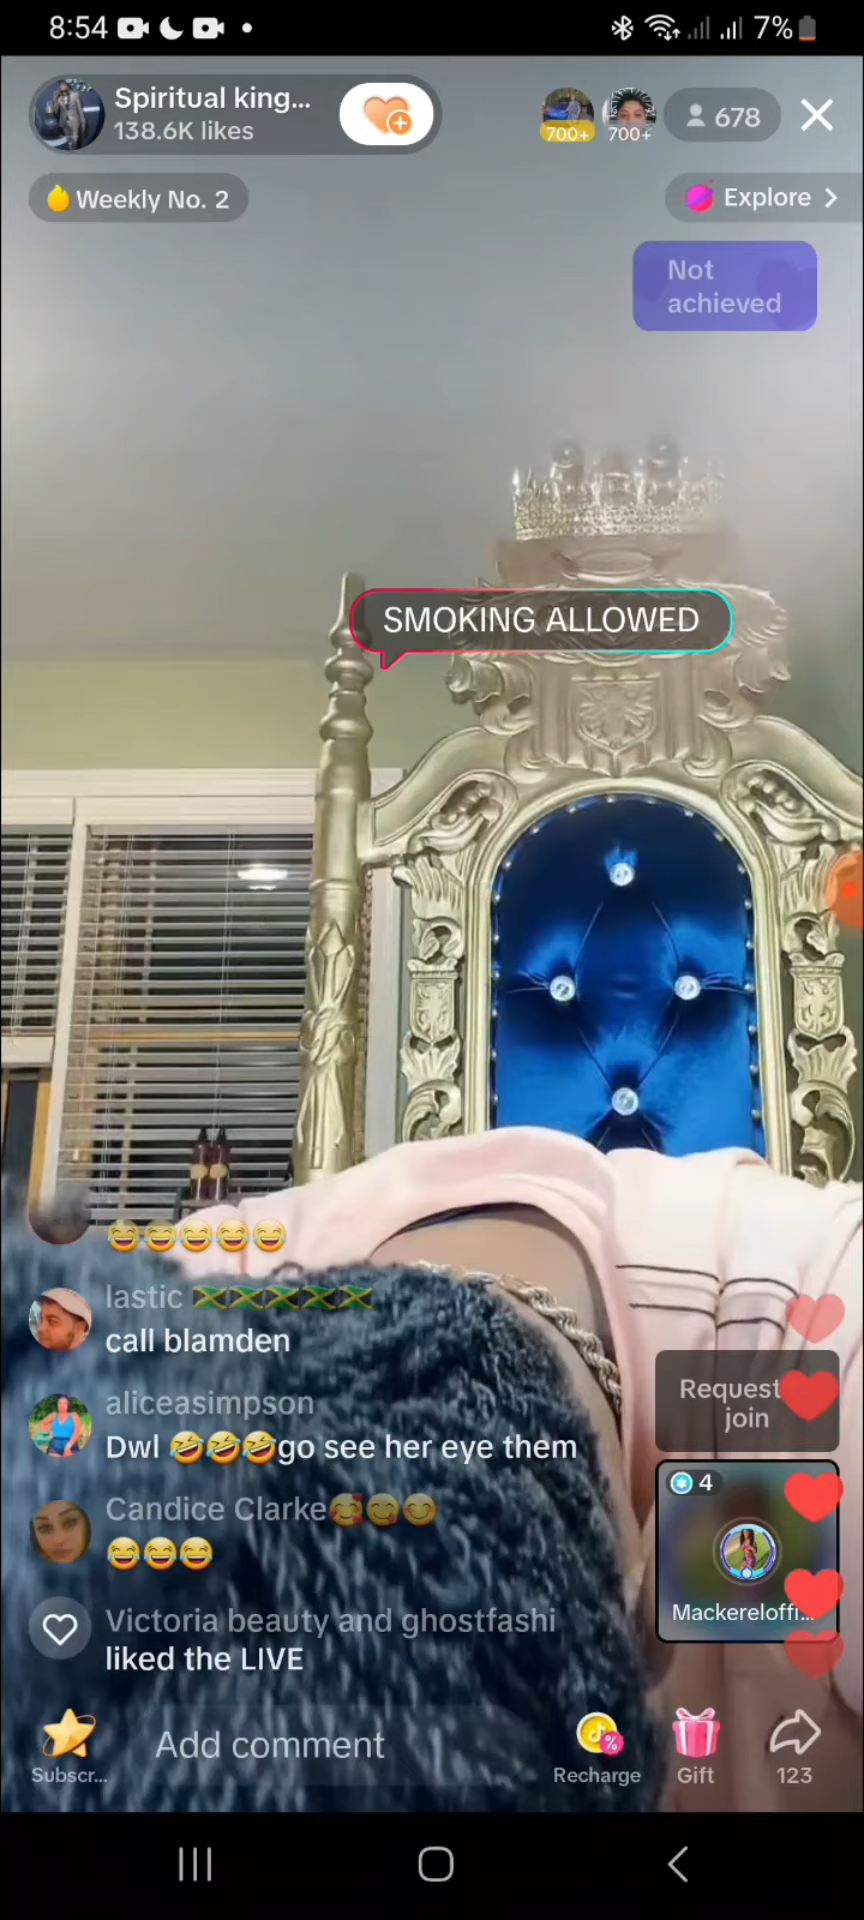 8:54
7%
Spiritual king...
138.6K likes
700+
700+
678
Weekly No. 2
Explore
Not
achieved
SMOKING ALLOWED
😂😂😂😂😂
lastic 🇯🇲🇯🇲🇯🇲🇯🇲🇯🇲
call blamden
aliceasimpson
Dwl 🤣🤣🤣go see her eye them
Candice Clarke🥰😋😊
😂😂😂
Victoria beauty and ghostfashi
liked the LIVE
Request
join
4
Mackereloffi...
Add comment
Subscr...
Recharge
Gift
123